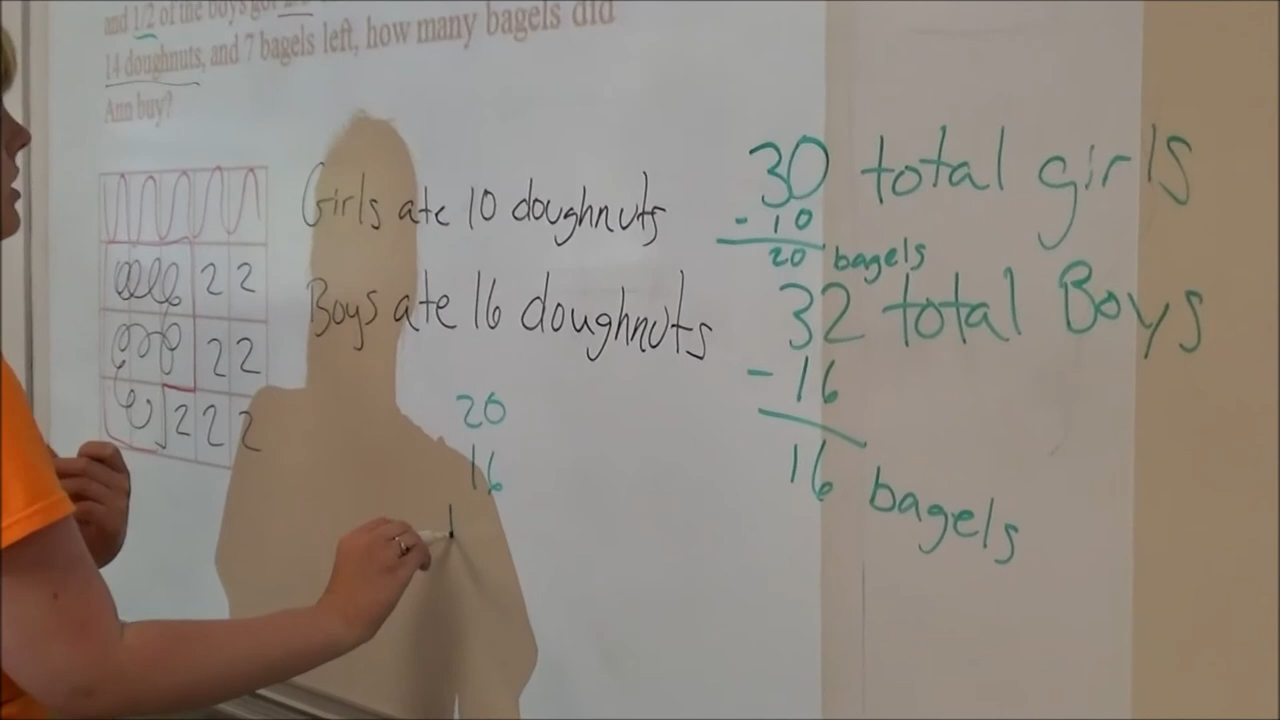 and 1/2 of the boys got
14 doughnuts, and 7 bagels left, how many bagels did
Ann buy?
2 2
2 2
2 2 2
Girls ate 10 doughnuts
Boys ate 16 doughnuts
20
16
1
30 total girls
- 10
20 bagels
32 total Boys
- 16
16 bagels